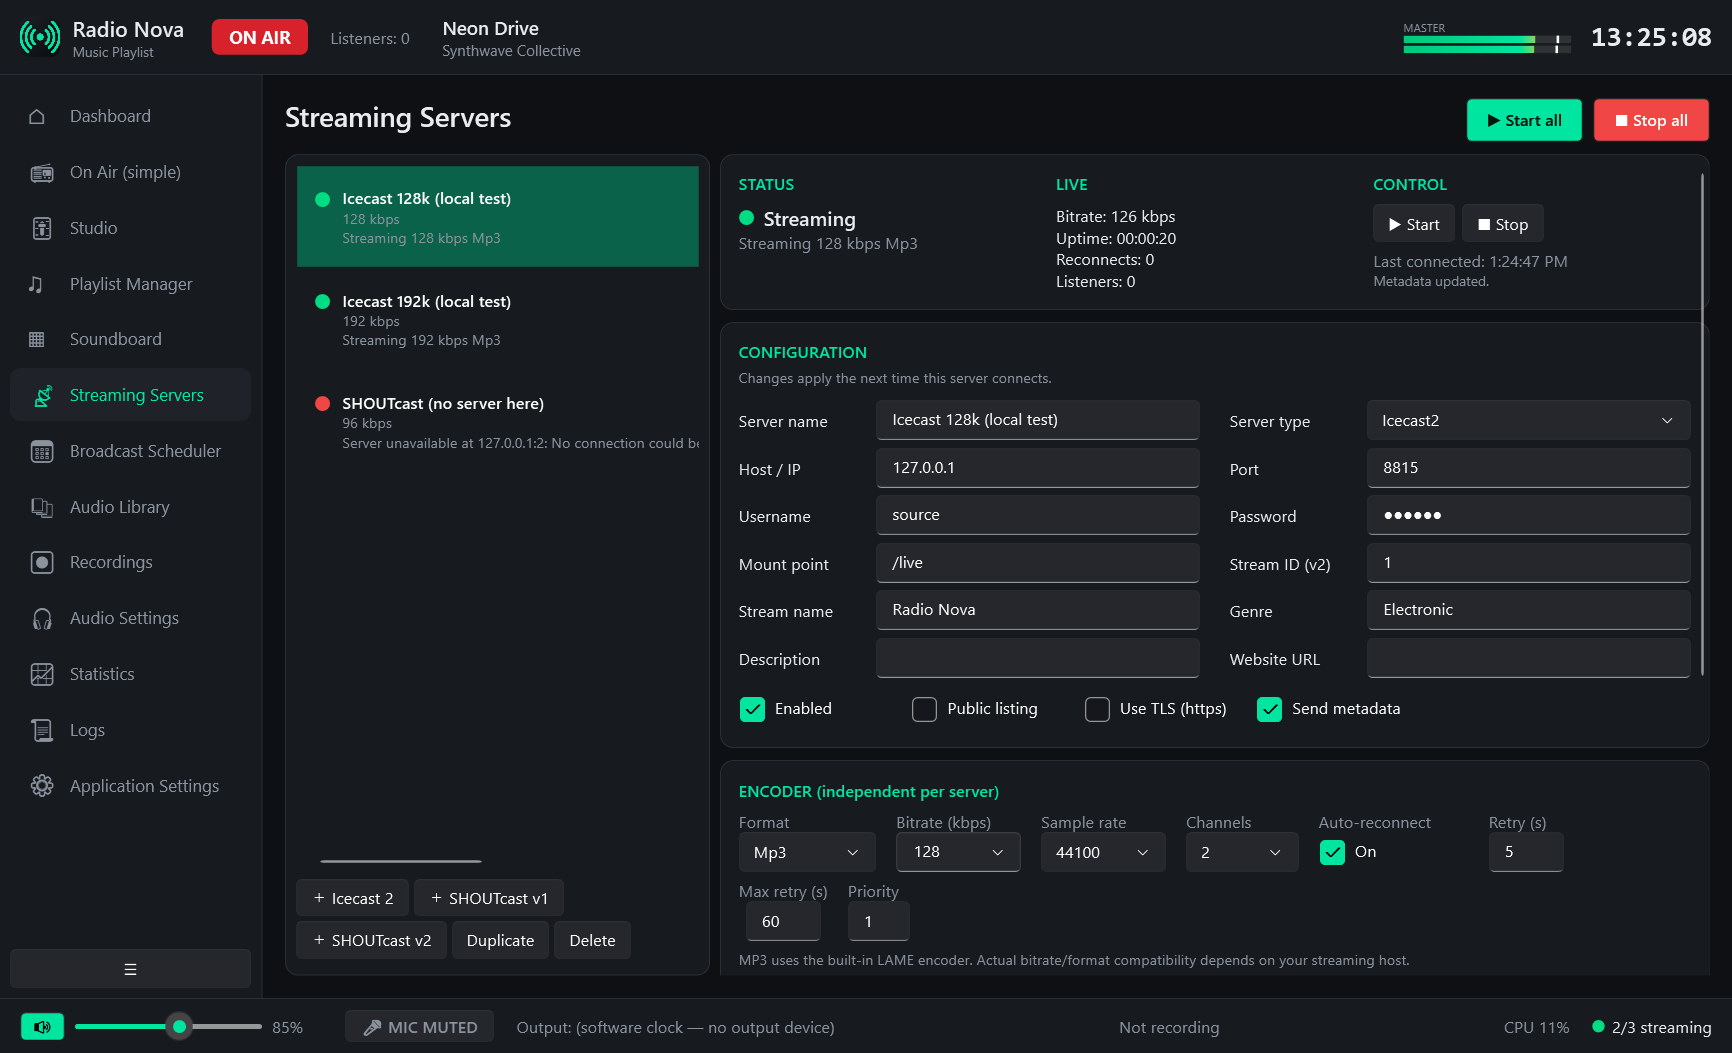 Radio Nova
Music Playlist
ON AIR
Listeners: 0
Neon Drive
Synthwave Collective
MASTER
13:25:08
Dashboard
On Air (simple)
Studio
Playlist Manager
Soundboard
Streaming Servers
Broadcast Scheduler
Audio Library
Recordings
Audio Settings
Statistics
Logs
Application Settings
Streaming Servers
Start all
Stop all
Icecast 128k (local test)
128 kbps
Streaming 128 kbps Mp3
Icecast 192k (local test)
192 kbps
Streaming 192 kbps Mp3
SHOUTcast (no server here)
96 kbps
Server unavailable at 127.0.0.1:2: No connection could be
+ Icecast 2
+ SHOUTcast v1
+ SHOUTcast v2
Duplicate
Delete
STATUS
Streaming
Streaming 128 kbps Mp3
LIVE
Bitrate: 126 kbps
Uptime: 00:00:20
Reconnects: 0
Listeners: 0
CONTROL
Start
Stop
Last connected: 1:24:47 PM
Metadata updated.
CONFIGURATION
Changes apply the next time this server connects.
Server name
Icecast 128k (local test)
Server type
Icecast2
Host / IP
127.0.0.1
Port
8815
Username
source
Password
●●●●●●
Mount point
/live
Stream ID (v2)
1
Stream name
Radio Nova
Genre
Electronic
Description
Website URL
Enabled
Public listing
Use TLS (https)
Send metadata
ENCODER (independent per server)
Format
Mp3
Bitrate (kbps)
128
Sample rate
44100
Channels
2
Auto-reconnect
On
Retry (s)
5
Max retry (s)
60
Priority
1
MP3 uses the built-in LAME encoder. Actual bitrate/format compatibility depends on your streaming host.
85%
MIC MUTED
Output: (software clock — no output device)
Not recording
CPU 11%
2/3 streaming